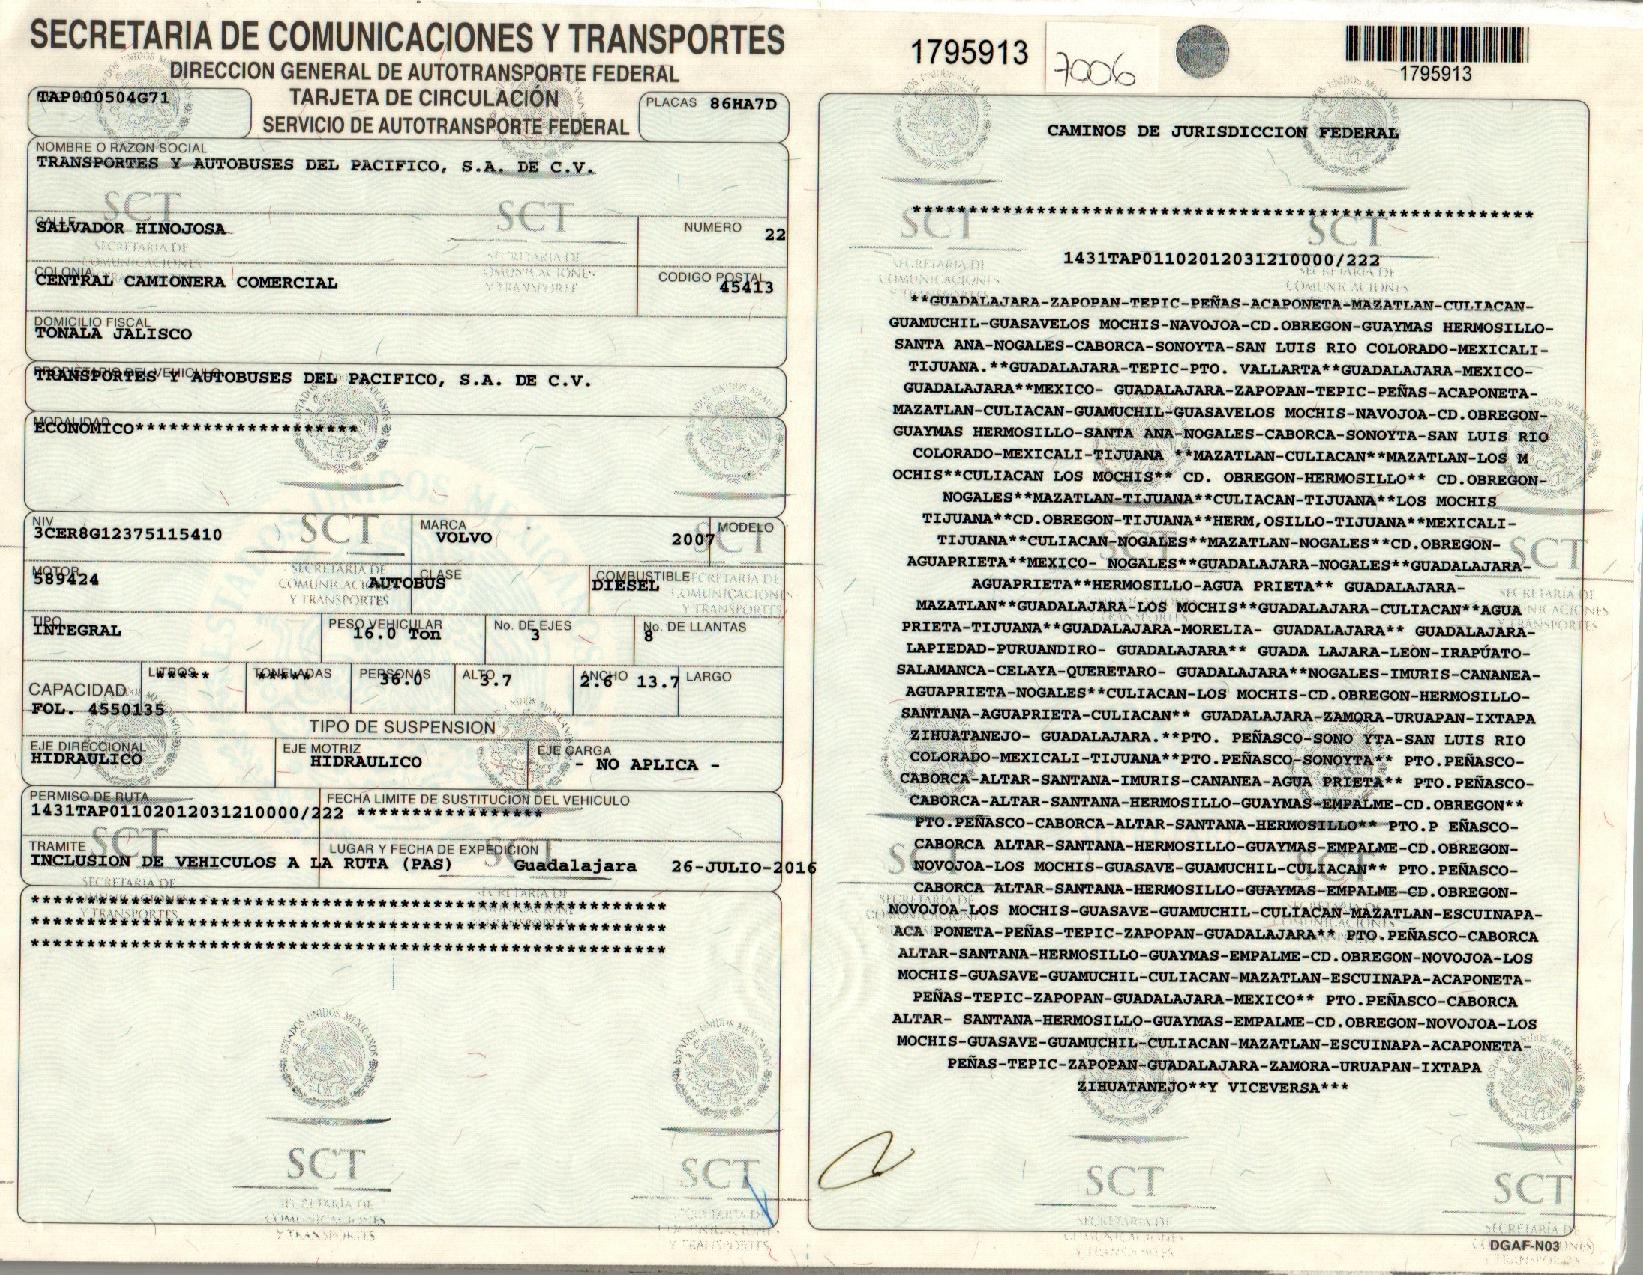 SECRETARIA DE COMUNICACIONES Y TRANSPORTES
DIRECCION GENERAL DE AUTOTRANSPORTE FEDERAL
TARJETA DE CIRCULACIÓN
SERVICIO DE AUTOTRANSPORTE FEDERAL
TAP000504G71
PLACAS 86HA7D
NOMBRE O RAZON SOCIAL
TRANSPORTES Y AUTOBUSES DEL PACIFICO, S.A. DE C.V.
CALLE
SALVADOR HINOJOSA
NUMERO 22
COLONIA
CENTRAL CAMIONERA COMERCIAL
CODIGO POSTAL
45413
DOMICILIO FISCAL
TONALA JALISCO
PROPIETARIO DEL VEHICULO
TRANSPORTES Y AUTOBUSES DEL PACIFICO, S.A. DE C.V.
MODALIDAD
ECONOMICO********************
NIV
3CER8G12375115410
MARCA
VOLVO
MODELO
2007
MOTOR
589424
CLASE
AUTOBUS
COMBUSTIBLE
DIESEL
TIPO
INTEGRAL
PESO VEHICULAR
16.0 Ton
No. DE EJES
3
No. DE LLANTAS
8
CAPACIDAD
LITROS
*****
TONELADAS
*****
PERSONAS
36.0
ALTO
3.7
ANCHO
2.6
13.7 LARGO
FOL. 4550135
TIPO DE SUSPENSION
EJE DIRECCIONAL
HIDRAULICO
EJE MOTRIZ
HIDRAULICO
EJE CARGA
- NO APLICA -
PERMISO DE RUTA
1431TAP01102012031210000/222
FECHA LIMITE DE SUSTITUCION DEL VEHICULO
*****************
TRAMITE
INCLUSION DE VEHICULOS A LA RUTA (PAS)
LUGAR Y FECHA DE EXPEDICION
Guadalajara 26-JULIO-2016
1795913
7006
1795913
CAMINOS DE JURISDICCION FEDERAL
1431TAP01102012031210000/222
**GUADALAJARA-ZAPOPAN-TEPIC-PEÑAS-ACAPONETA-MAZATLAN-CULIACAN-
GUAMUCHIL-GUASAVELOS MOCHIS-NAVOJOA-CD.OBREGON-GUAYMAS HERMOSILLO-
SANTA ANA-NOGALES-CABORCA-SONOYTA-SAN LUIS RIO COLORADO-MEXICALI-
TIJUANA.**GUADALAJARA-TEPIC-PTO. VALLARTA**GUADALAJARA-MEXICO-
GUADALAJARA**MEXICO- GUADALAJARA-ZAPOPAN-TEPIC-PEÑAS-ACAPONETA-
MAZATLAN-CULIACAN-GUAMUCHIL-GUASAVELOS MOCHIS-NAVOJOA-CD.OBREGON-
GUAYMAS HERMOSILLO-SANTA ANA-NOGALES-CABORCA-SONOYTA-SAN LUIS RIO
COLORADO-MEXICALI-TIJUANA **MAZATLAN-CULIACAN**MAZATLAN-LOS M
OCHIS**CULIACAN LOS MOCHIS** CD. OBREGON-HERMOSILLO** CD.OBREGON-
NOGALES**MAZATLAN-TIJUANA**CULIACAN-TIJUANA**LOS MOCHIS
TIJUANA**CD.OBREGON-TIJUANA**HERM,OSILLO-TIJUANA**MEXICALI-
TIJUANA**CULIACAN-NOGALES**MAZATLAN-NOGALES**CD.OBREGON-
AGUAPRIETA**MEXICO- NOGALES**GUADALAJARA-NOGALES**GUADALAJARA-
AGUAPRIETA**HERMOSILLO-AGUA PRIETA** GUADALAJARA-
MAZATLAN**GUADALAJARA-LOS MOCHIS**GUADALAJARA-CULIACAN**AGUA
PRIETA-TIJUANA**GUADALAJARA-MORELIA- GUADALAJARA** GUADALAJARA-
LAPIEDAD-PURUANDIRO- GUADALAJARA** GUADA LAJARA-LEON-IRAPUATO-
SALAMANCA-CELAYA-QUERETARO- GUADALAJARA**NOGALES-IMURIS-CANANEA-
AGUAPRIETA-NOGALES**CULIACAN-LOS MOCHIS-CD.OBREGON-HERMOSILLO-
SANTANA-AGUAPRIETA-CULIACAN** GUADALAJARA-ZAMORA-URUAPAN-IXTAPA
ZIHUATANEJO- GUADALAJARA.**PTO. PEÑASCO-SONO YTA-SAN LUIS RIO
COLORADO-MEXICALI-TIJUANA**PTO.PEÑASCO-SONOYTA** PTO.PEÑASCO-
CABORCA-ALTAR-SANTANA-IMURIS-CANANEA-AGUA PRIETA** PTO.PEÑASCO-
CABORCA-ALTAR-SANTANA-HERMOSILLO-GUAYMAS-EMPALME-CD.OBREGON**
PTO.PEÑASCO-CABORCA-ALTAR-SANTANA-HERMOSILLO** PTO.P EÑASCO-
CABORCA ALTAR-SANTANA-HERMOSILLO-GUAYMAS-EMPALME-CD.OBREGON-
NOVOJOA-LOS MOCHIS-GUASAVE-GUAMUCHIL-CULIACAN** PTO.PEÑASCO-
CABORCA ALTAR-SANTANA-HERMOSILLO-GUAYMAS-EMPALME-CD.OBREGON-
NOVOJOA-LOS MOCHIS-GUASAVE-GUAMUCHIL-CULIACAN-MAZATLAN-ESCUINAPA-
ACA PONETA-PEÑAS-TEPIC-ZAPOPAN-GUADALAJARA** PTO.PEÑASCO-CABORCA
ALTAR-SANTANA-HERMOSILLO-GUAYMAS-EMPALME-CD.OBREGON-NOVOJOA-LOS
MOCHIS-GUASAVE-GUAMUCHIL-CULIACAN-MAZATLAN-ESCUINAPA-ACAPONETA-
PEÑAS-TEPIC-ZAPOPAN-GUADALAJARA-MEXICO** PTO.PEÑASCO-CABORCA
ALTAR- SANTANA-HERMOSILLO-GUAYMAS-EMPALME-CD.OBREGON-NOVOJOA-LOS
MOCHIS-GUASAVE-GUAMUCHIL-CULIACAN-MAZATLAN-ESCUINAPA-ACAPONETA-
PEÑAS-TEPIC-ZAPOPAN-GUADALAJARA-ZAMORA-URUAPAN-IXTAPA
ZIHUATANEJO**Y VICEVERSA***
SCT
SECRETARIA DE
COMUNICACIONES
Y TRANSPORTES
DGAF-N03